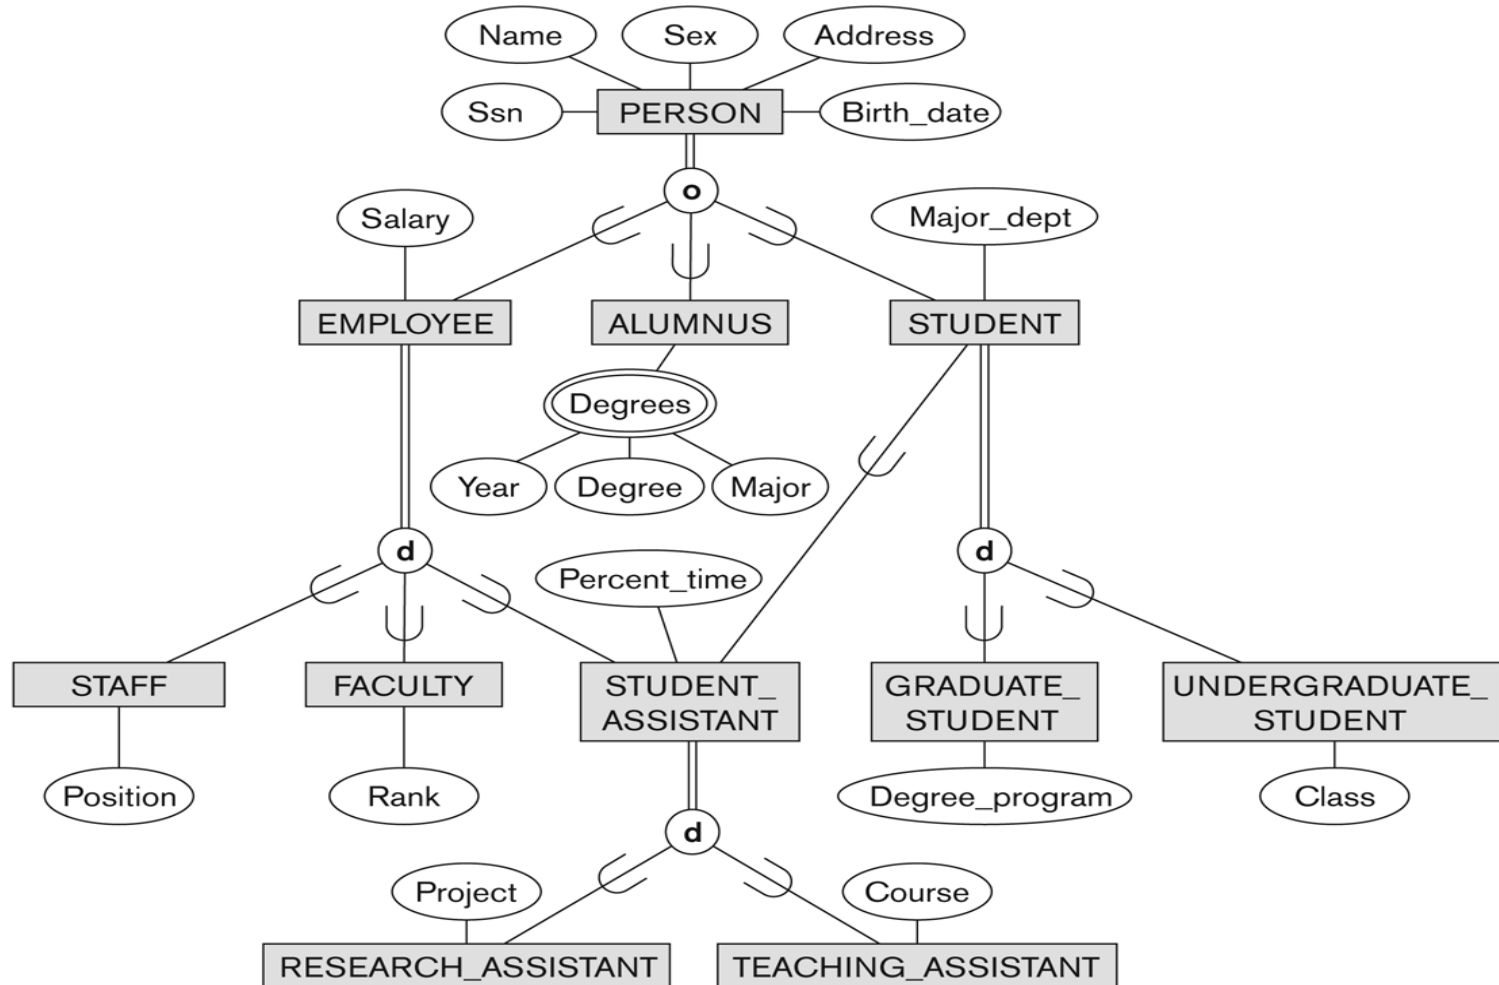 Name
Sex
Address
Ssn
PERSON
Birth_date
o
Salary
Major_dept
EMPLOYEE
ALUMNUS
STUDENT
Degrees
Year
Degree
Major
d
d
Percent_time
STAFF
FACULTY
STUDENT_
ASSISTANT
GRADUATE_
STUDENT
UNDERGRADUATE_
STUDENT
Position
Rank
Degree_program
Class
d
Project
Course
RESEARCH_ASSISTANT
TEACHING_ASSISTANT